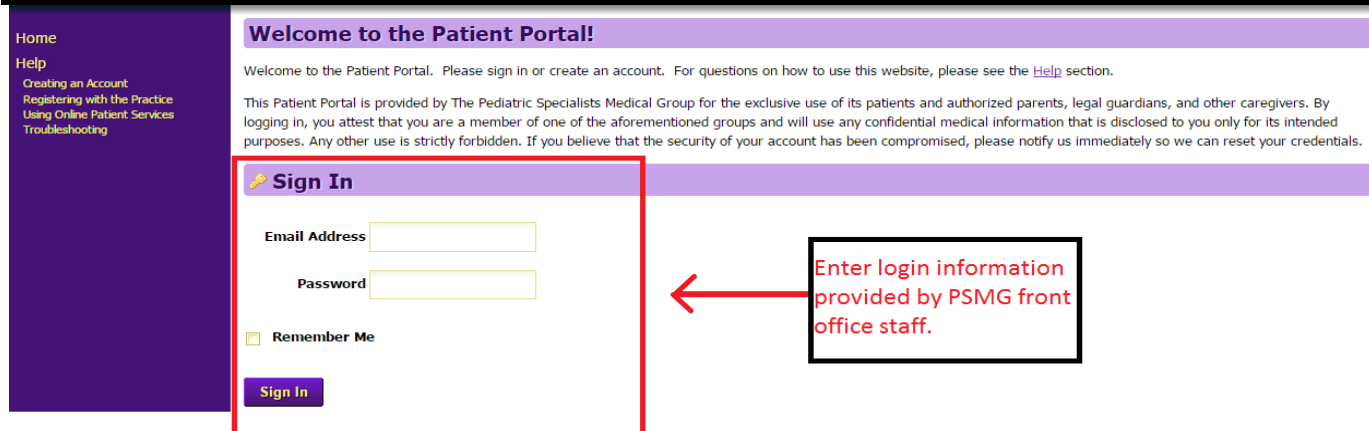 Home
Help
Creating an Account
Registering with the Practice
Using Online Patient Services
Troubleshooting
Welcome to the Patient Portal!
Welcome to the Patient Portal.  Please sign in or create an account.  For questions on how to use this website, please see the Help section.
This Patient Portal is provided by The Pediatric Specialists Medical Group for the exclusive use of its patients and authorized parents, legal guardians, and other caregivers. By
logging in, you attest that you are a member of one of the aforementioned groups and will use any confidential medical information that is disclosed to you only for its intended
purposes. Any other use is strictly forbidden. If you believe that the security of your account has been compromised, please notify us immediately so we can reset your credentials.
Sign In
Email Address
Password
Remember Me
Sign In
Enter login information
provided by PSMG front
office staff.